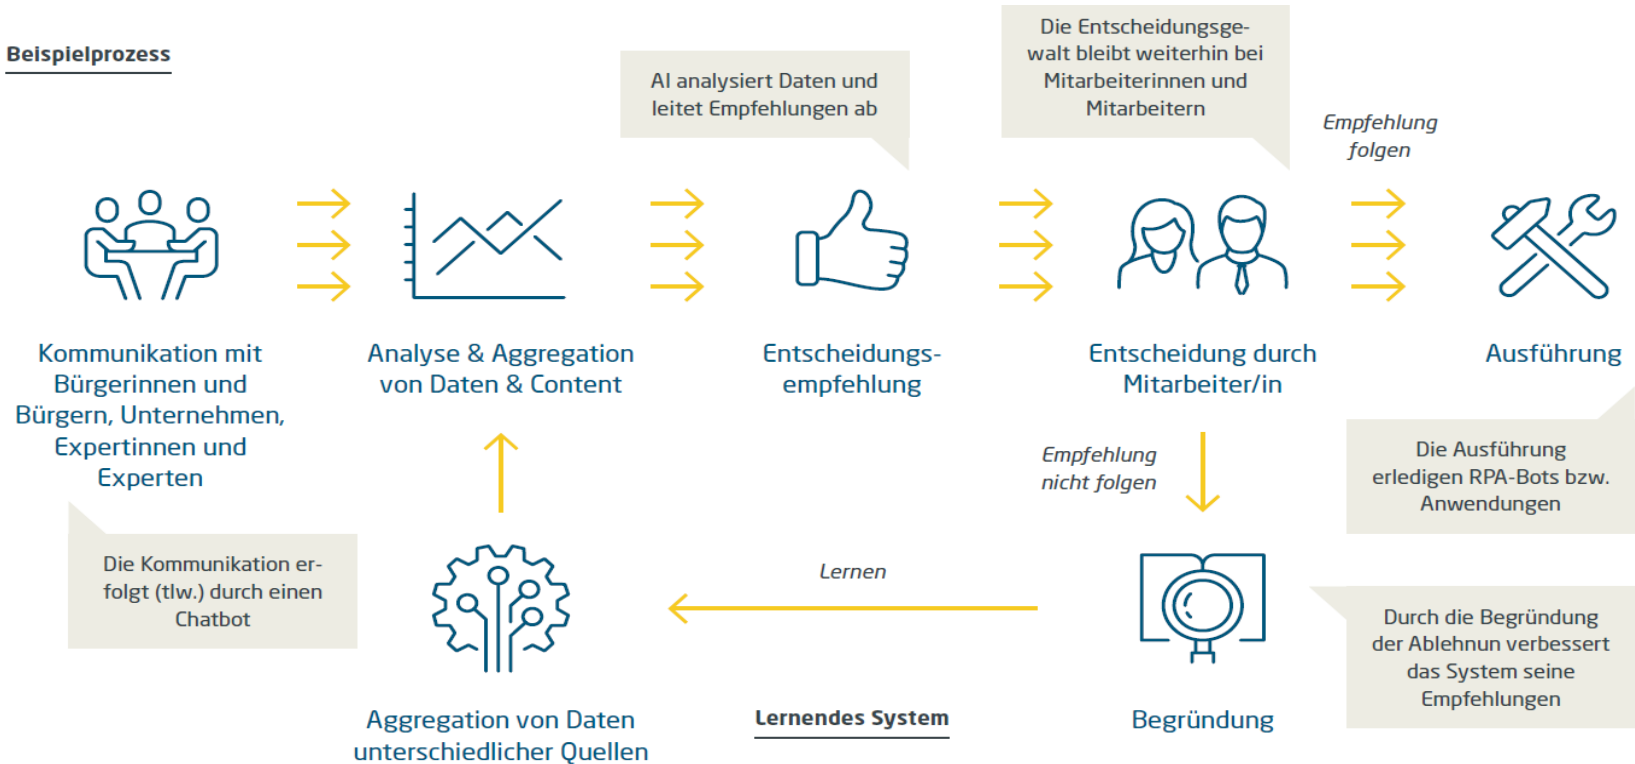 Beispielprozess
AI analysiert Daten und
leitet Empfehlungen ab
Die Entscheidungsge-
walt bleibt weiterhin bei
Mitarbeiterinnen und
Mitarbeitern
Empfehlung
folgen
Kommunikation mit
Bürgerinnen und
Bürgern, Unternehmen,
Expertinnen und
Experten
Analyse & Aggregation
von Daten & Content
Entscheidungs-
empfehlung
Entscheidung durch
Mitarbeiter/in
Ausführung
Die Kommunikation er-
folgt (tlw.) durch einen
Chatbot
Empfehlung
nicht folgen
Die Ausführung
erledigen RPA-Bots bzw.
Anwendungen
Lernen
Durch die Begründung
der Ablehnun verbessert
das System seine
Empfehlungen
Aggregation von Daten
unterschiedlicher Quellen
Lernendes System
Begründung